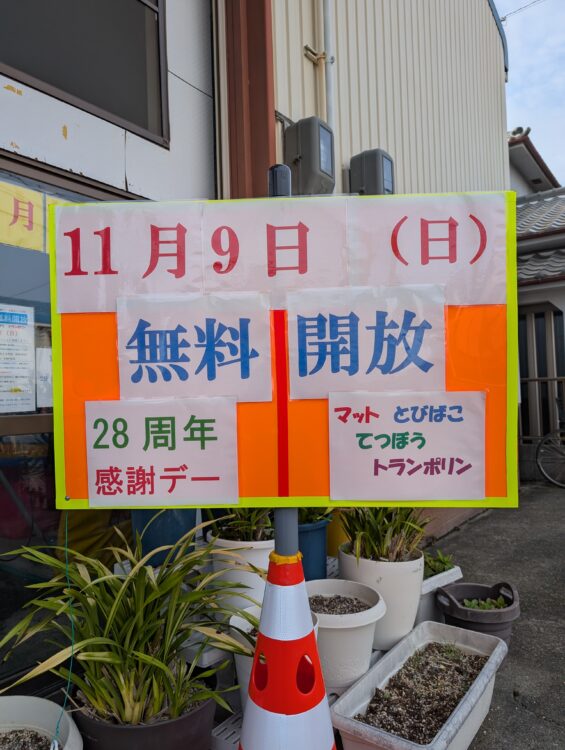 11月9日 (日)
無料 開放
28周年
感謝デー
マット とびばこ
てつぼう
トランポリン
月